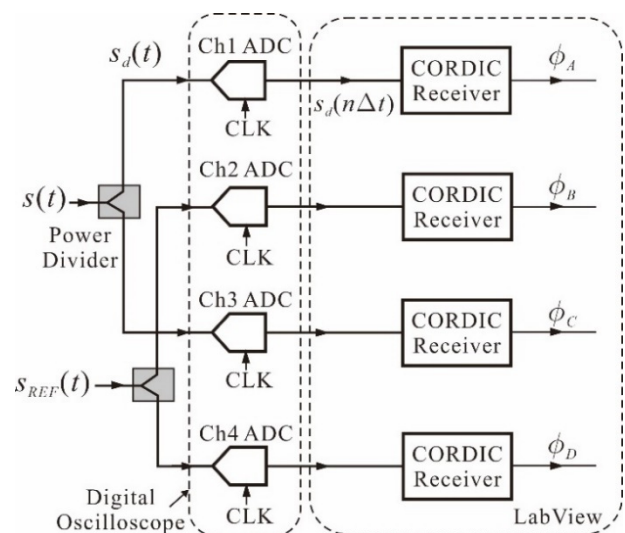 Ch1 ADC
s_d(t)
CLK
s_d(nΔt)
CORDIC
Receiver
ϕ_A
Ch2 ADC
s(t)
Power
Divider
CLK
CORDIC
Receiver
ϕ_B
Ch3 ADC
CLK
CORDIC
Receiver
ϕ_C
s_REF(t)
Ch4 ADC
CLK
CORDIC
Receiver
ϕ_D
Digital
Oscilloscope
LabView